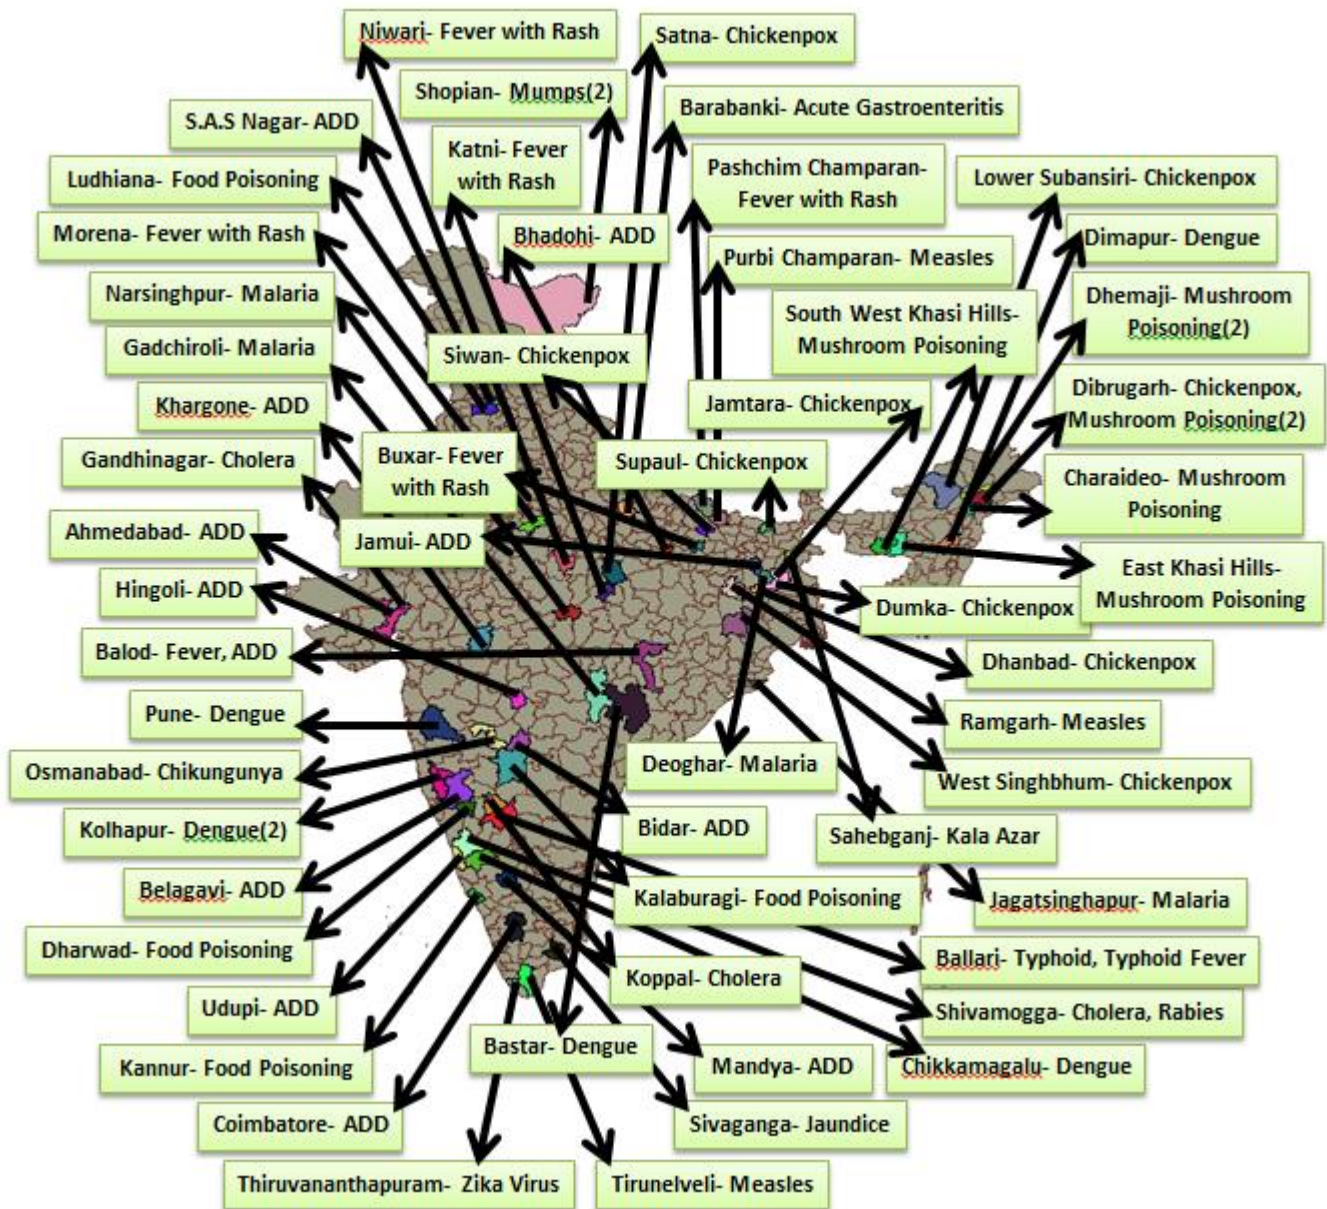 Niwari- Fever with Rash
Satna- Chickenpox
Shopian- Mumps(2)
Barabanki- Acute Gastroenteritis
S.A.S Nagar- ADD
Katni- Fever
with Rash
Pashchim Champaran-
Fever with Rash
Ludhiana- Food Poisoning
Lower Subansiri- Chickenpox
Morena- Fever with Rash
Bhadohi- ADD
Dimapur- Dengue
Purbi Champaran- Measles
Narsinghpur- Malaria
Dhemaji- Mushroom
Poisoning(2)
South West Khasi Hills-
Mushroom Poisoning
Gadchiroli- Malaria
Siwan- Chickenpox
Khargone- ADD
Jamtara- Chickenpox
Dibrugarh- Chickenpox,
Mushroom Poisoning(2)
Gandhinagar- Cholera
Buxar- Fever
with Rash
Supaul- Chickenpox
Charaideo- Mushroom
Poisoning
Ahmedabad- ADD
Jamui- ADD
Hingoli- ADD
East Khasi Hills-
Mushroom Poisoning
Dumka- Chickenpox
Balod- Fever, ADD
Dhanbad- Chickenpox
Pune- Dengue
Ramgarh- Measles
Osmanabad- Chikungunya
Deoghar- Malaria
West Singhbhum- Chickenpox
Kolhapur- Dengue(2)
Bidar- ADD
Sahebganj- Kala Azar
Belagavi- ADD
Kalaburagi- Food Poisoning
Jagatsinghapur- Malaria
Dharwad- Food Poisoning
Ballari- Typhoid, Typhoid Fever
Koppal- Cholera
Udupi- ADD
Shivamogga- Cholera, Rabies
Bastar- Dengue
Kannur- Food Poisoning
Mandya- ADD
Chikkamagalu- Dengue
Coimbatore- ADD
Sivaganga- Jaundice
Thiruvananthapuram- Zika Virus
Tirunelveli- Measles